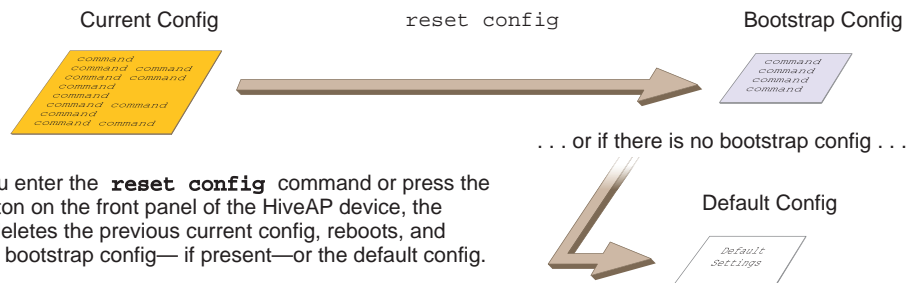 Current Config
reset config
Bootstrap Config
command
command command
command command
command
command
command command
command
command command
command
command
command
command
. . . or if there is no bootstrap config . . .
u enter the reset config command or press the
ton on the front panel of the HiveAP device, the
eletes the previous current config, reboots, and
bootstrap config— if present—or the default config.
Default Config
Default
Settings